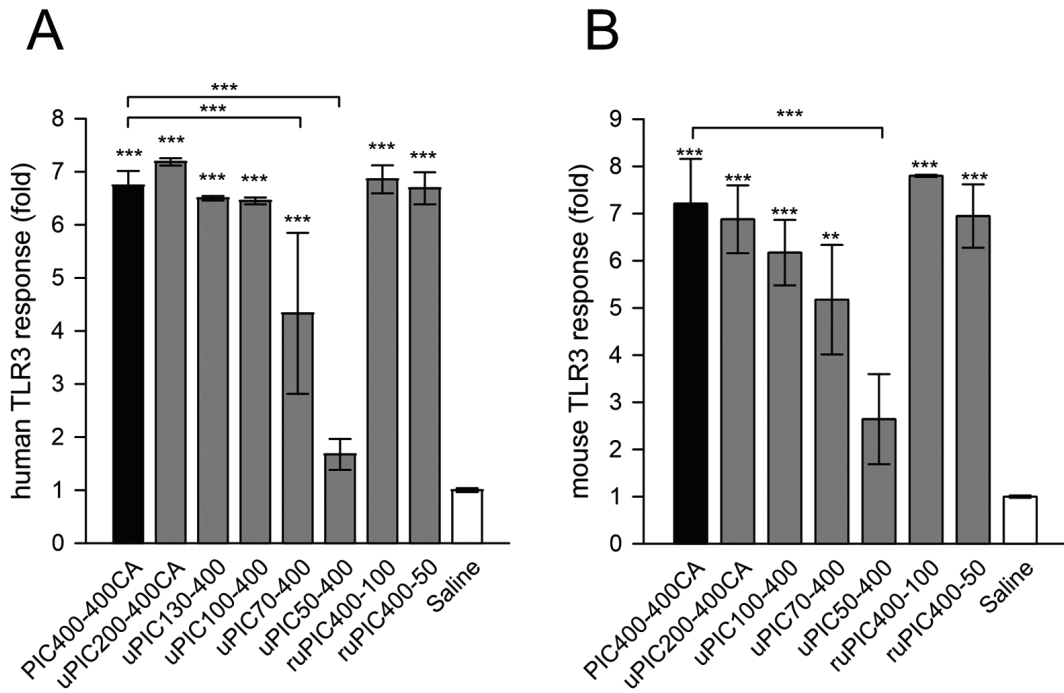 A
B
***
***
***
***
***
***
***
***
***
8
7
6
5
4
3
2
1
0
human TLR3 response (fold)
PIC400-400CA
uPIC200-400CA
uPIC130-400
uPIC100-400
uPIC70-400
uPIC50-400
ruPIC400-100
ruPIC400-50
Saline
***
***
***
***
**
***
***
9
8
7
6
5
4
3
2
1
0
mouse TLR3 response (fold)
PIC400-400CA
uPIC200-400CA
uPIC100-400
uPIC70-400
uPIC50-400
ruPIC400-100
ruPIC400-50
Saline